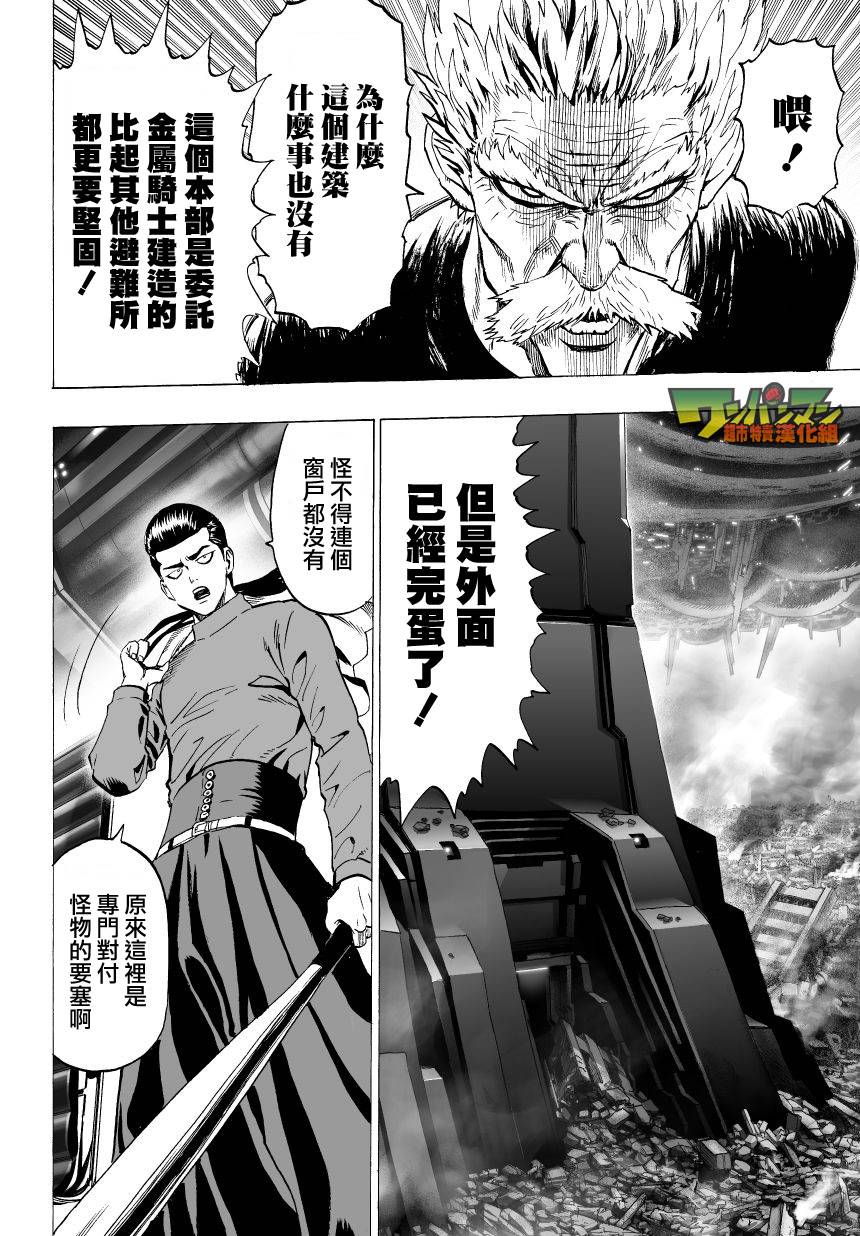 喂！
為什麼
這個建築
什麼事也沒有
這個本部是委託
金屬騎士建造的
比起其他避難所
都更要堅固！
ワンパンマン
超市特賣漢化組
但是外面
已經完蛋了！
怪不得連個
窗戶都沒有
原來這裡是
專門對付
怪物的要塞啊